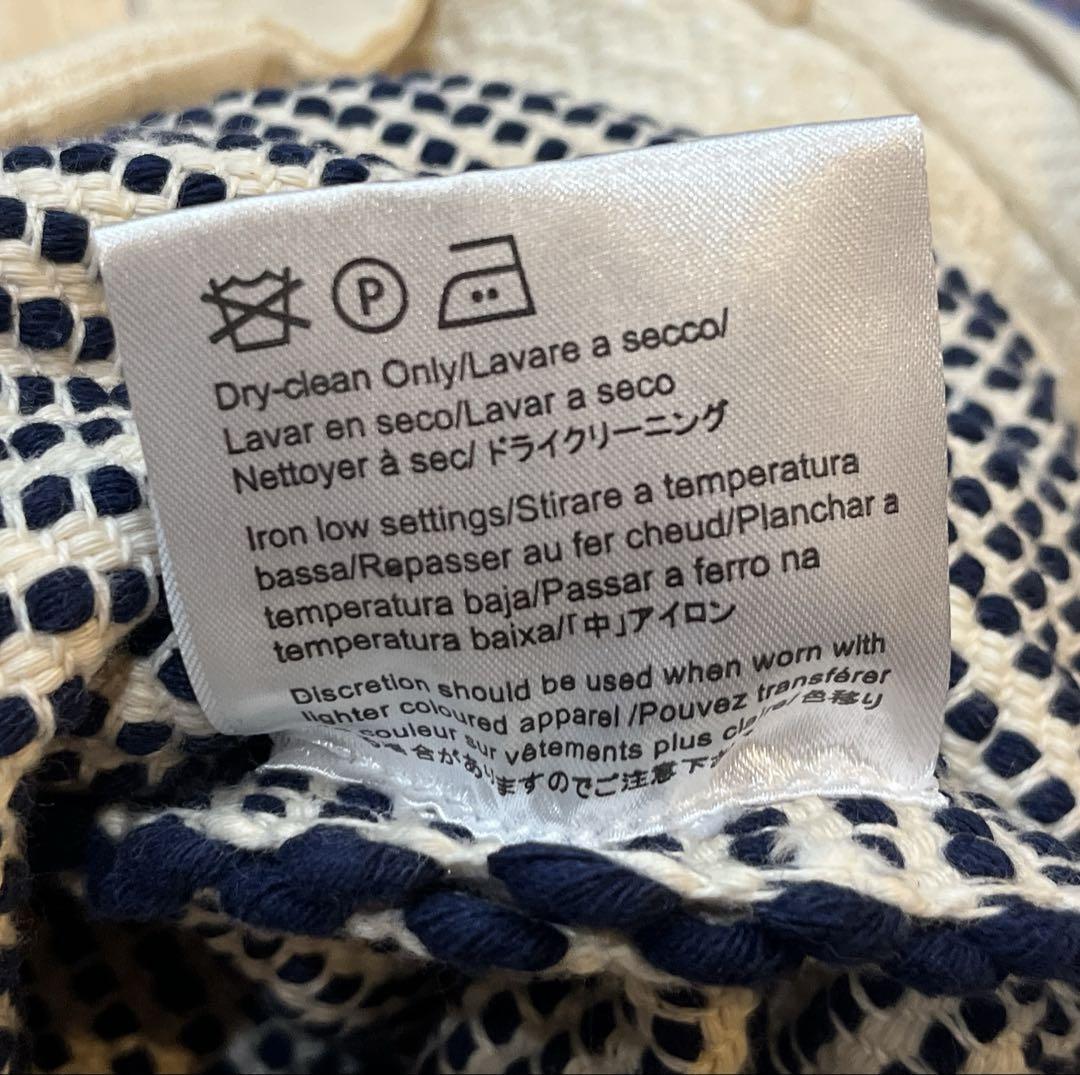 P
Dry-clean Only/Lavare a secco/
Lavar en seco/Lavar a seco
Nettoyer à sec/ ドライクリーニング
Iron low settings/Stirare a temperatura
bassa/Repasser au fer cheud/Planchar a
temperatura baja/Passar a ferro na
temperatura baixa/「中」アイロン
Discretion should be used when worn with
lighter coloured apparel /Pouvez transférer
couleur sur vêtements plus claire/ 色移り
場合がありますのでご注意下